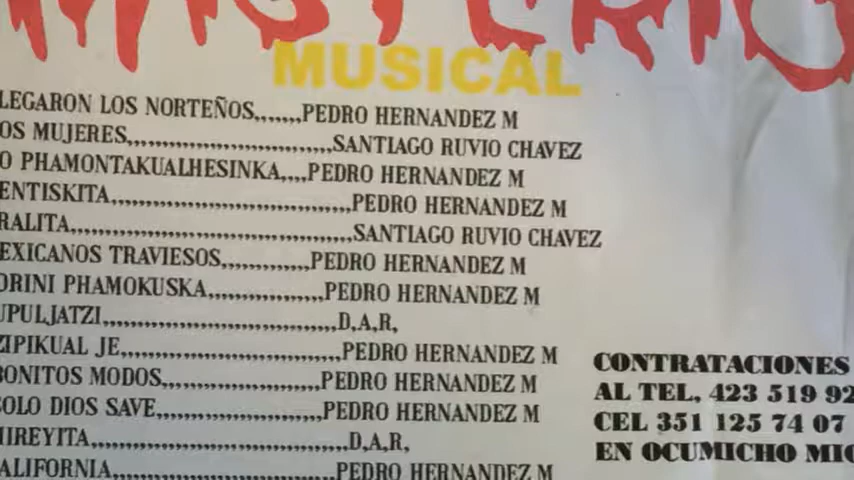 MUSICAL
LEGARON LOS NORTEÑOS,,,,,,,PEDRO HERNANDEZ M
OS MUJERES,,,,,,,,,,,,,,,,,,,,,,,,,,,,,,,SANTIAGO RUVIO CHAVEZ
O PHAMONTAKUALHESINKA,,,,PEDRO HERNANDEZ M
ENTISKITA,,,,,,,,,,,,,,,,,,,,,,,,,,,,,,,,,,,,PEDRO HERNANDEZ M
RALITA,,,,,,,,,,,,,,,,,,,,,,,,,,,,,,,,,,,,,,,,,,SANTIAGO RUVIO CHAVEZ
EXICANOS TRAVIESOS,,,,,,,,,,,,,PEDRO HERNANDEZ M
ORINI PHAMOKUSKA,,,,,,,,,,,,,,,,,PEDRO HERNANDEZ M
UPULJATZI,,,,,,,,,,,,,,,,,,,,,,,,,,,,,,,,,,,D,A,R,
ZIPIKUAL JE,,,,,,,,,,,,,,,,,,,,,,,,,,,,,,,,,PEDRO HERNANDEZ M
BONITOS MODOS,,,,,,,,,,,,,,,,,,,,,,,,PEDRO HERNANDEZ M
SOLO DIOS SAVE,,,,,,,,,,,,,,,,,,,,,,,,,PEDRO HERNANDEZ M
MIREYITA,,,,,,,,,,,,,,,,,,,,,,,,,,,,,,,,,,,,,,D,A,R,
ALIFORNIA,,,,,,,,,,,,,,,,,,,,,,,,,,,,,,,,,PEDRO HERNANDEZ M
CONTRATACIONES
AL TEL, 423 519 92
CEL 351 125 74 07
EN OCUMICHO MIC